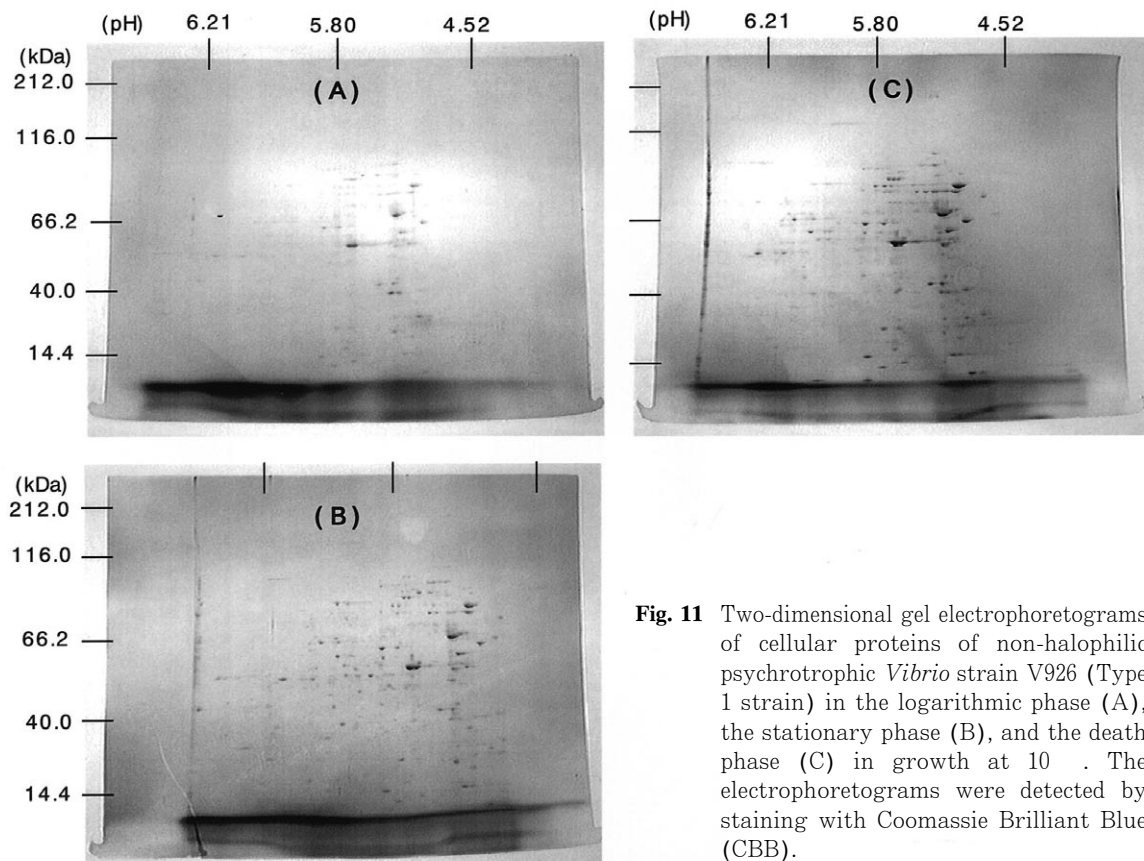 (pH) 6.21 5.80 4.52
(kDa)
212.0
116.0
66.2
40.0
14.4
(A)
6.21 5.80 4.52
(C)
(kDa)
212.0
116.0
66.2
40.0
14.4
(B)
Fig. 11 Two-dimensional gel electrophoretograms
of cellular proteins of non-halophilic
psychrotrophic Vibrio strain V926 (Type
1 strain) in the logarithmic phase (A),
the stationary phase (B), and the death
phase (C) in growth at 10 . The
electrophoretograms were detected by
staining with Coomassie Brilliant Blue
(CBB).